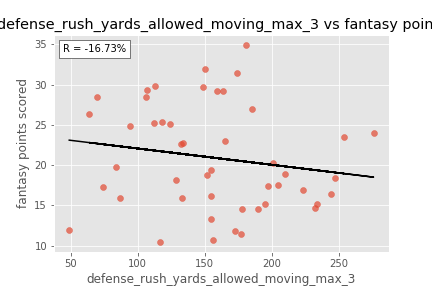 defense_rush_yards_allowed_moving_max_3 vs fantasy poin
R = -16.73%
fantasy points scored
35
30
25
20
15
10
50
100
150
200
250
defense_rush_yards_allowed_moving_max_3